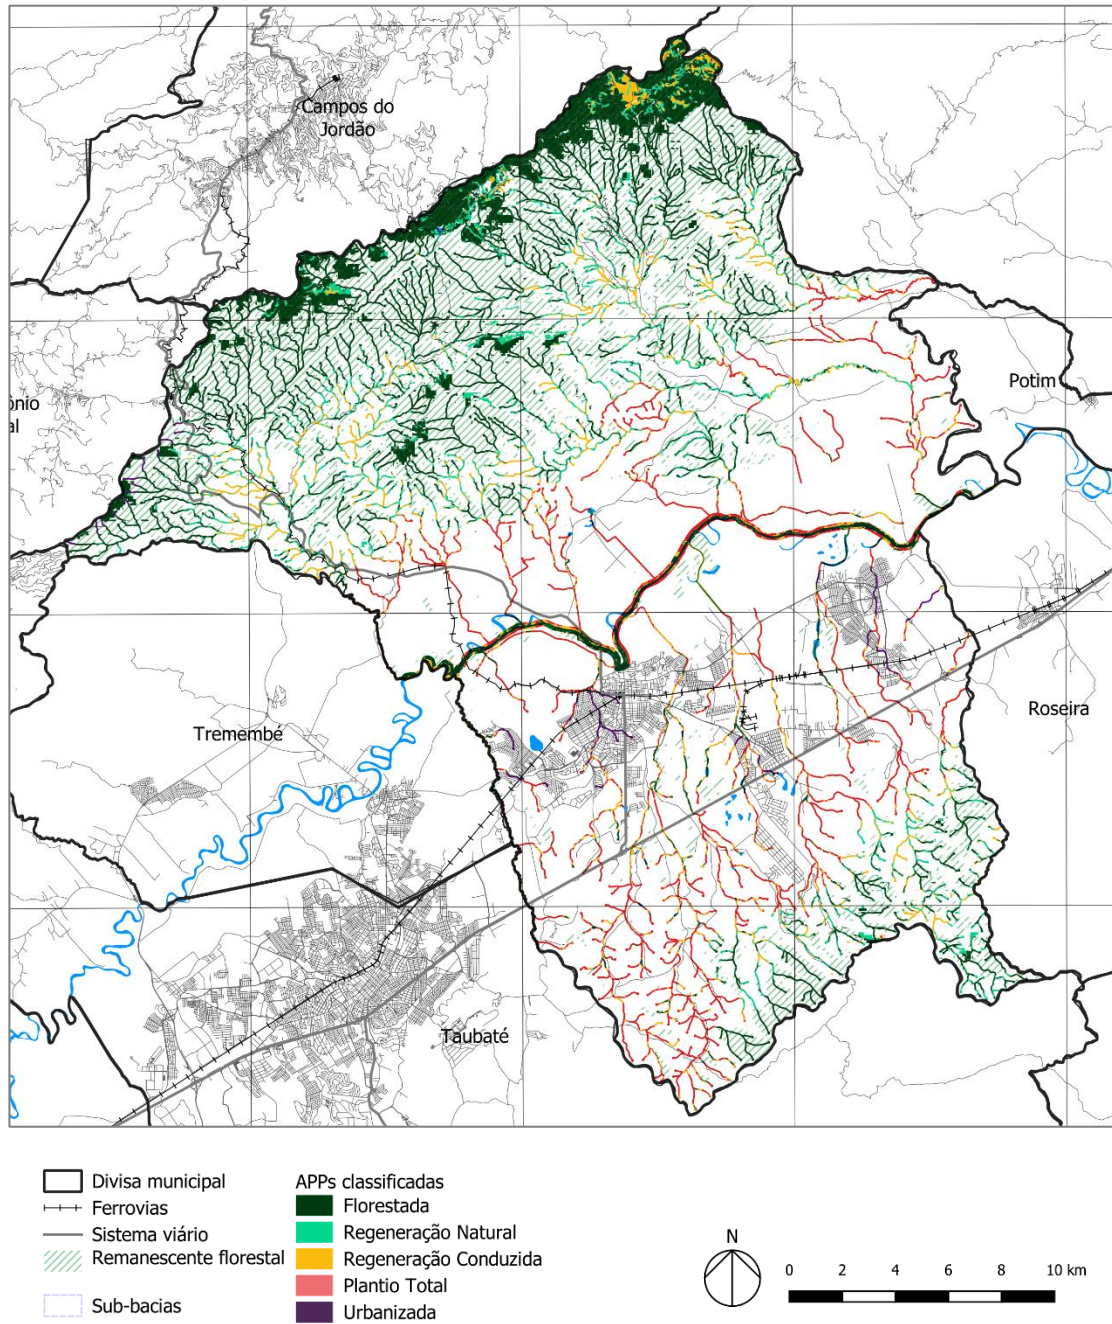 Campos do
Jordão
ônio
al
Potim
Tremembé
Roseira
Taubaté
Divisa municipal
Ferrovias
Sistema viário
Remanescente florestal
Sub-bacias
APPs classificadas
Florestada
Regeneração Natural
Regeneração Conduzida
Plantio Total
Urbanizada
N
0 2 4 6 8 10 km